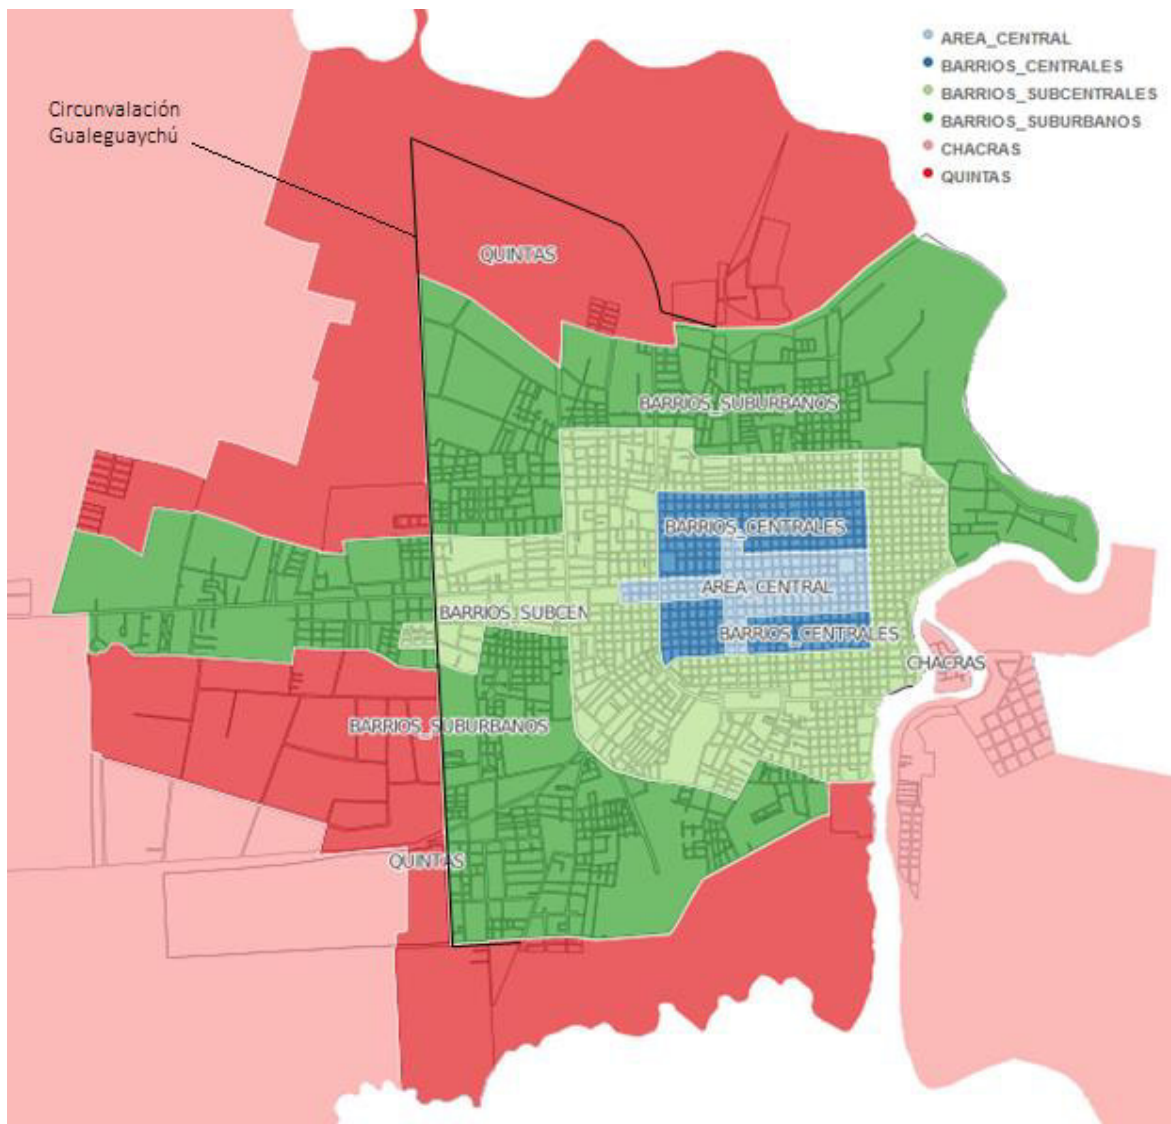 AREA_CENTRAL
BARRIOS_CENTRALES
BARRIOS_SUBCENTRALES
BARRIOS_SUBURBANOS
CHACRAS
QUINTAS
Circunvalación
Gualeguaychú
QUINTAS
BARRIOS_SUBURBANOS
BARRIOS_CENTRALES
AREA_CENTRAL
BARRIOS_SUBCEN
BARRIOS_CENTRALES
CHACRAS
BARRIOS_SUBURBANOS
QUINTAS